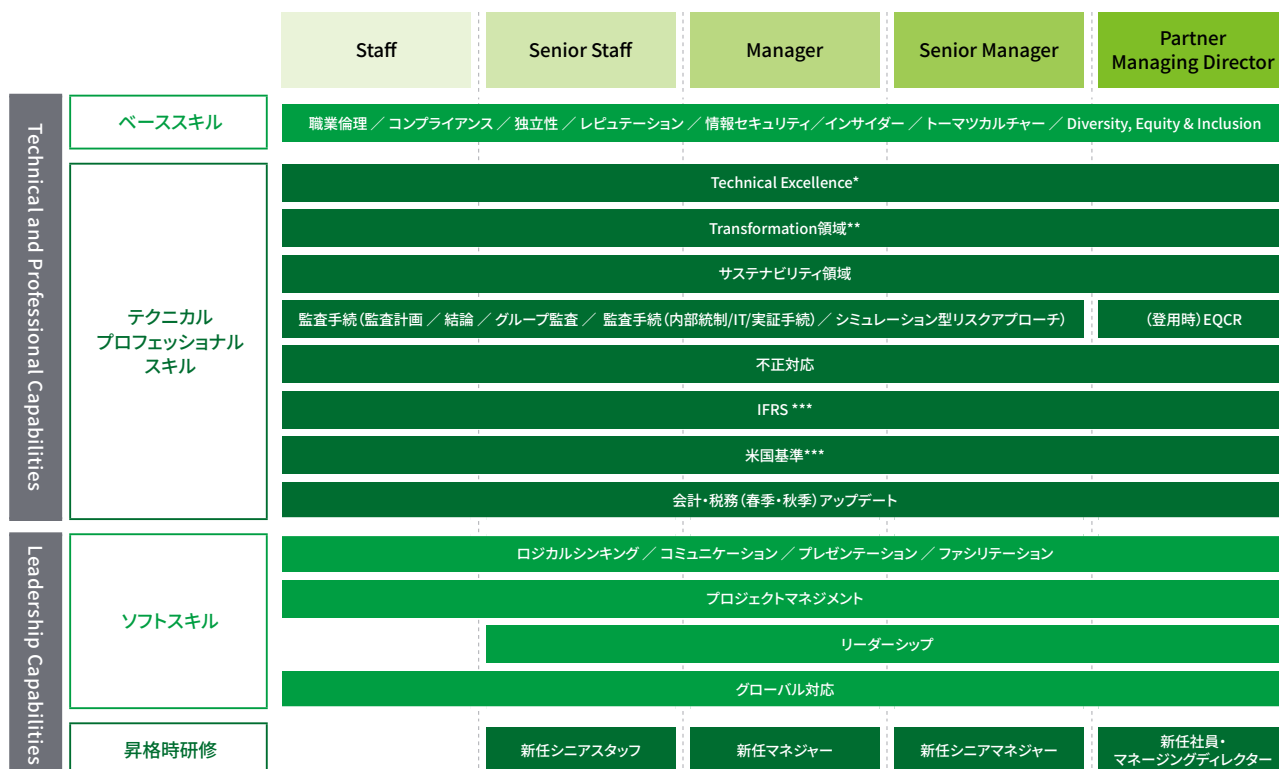 Staff
Senior Staff
Manager
Senior Manager
Partner
Managing Director
Technical and Professional Capabilities
ベーススキル
職業倫理 ／ コンプライアンス ／ 独立性 ／ レピュテーション ／ 情報セキュリティ／インサイダー ／ トーマツカルチャー ／ Diversity, Equity & Inclusion
テクニカル
プロフェッショナル
スキル
Technical Excellence*
Transformation領域**
サステナビリティ領域
監査手続（監査計画 ／ 結論 ／ グループ監査 ／ 監査手続（内部統制/IT/実証手続）／ シミュレーション型リスクアプローチ）
（登用時）EQCR
不正対応
IFRS ***
米国基準***
会計・税務（春季・秋季）アップデート
Leadership Capabilities
ソフトスキル
ロジカルシンキング ／ コミュニケーション ／ プレゼンテーション ／ ファシリテーション
プロジェクトマネジメント
リーダーシップ
グローバル対応
昇格時研修
新任シニアスタッフ
新任マネジャー
新任シニアマネジャー
新任社員・
マネージングディレクター